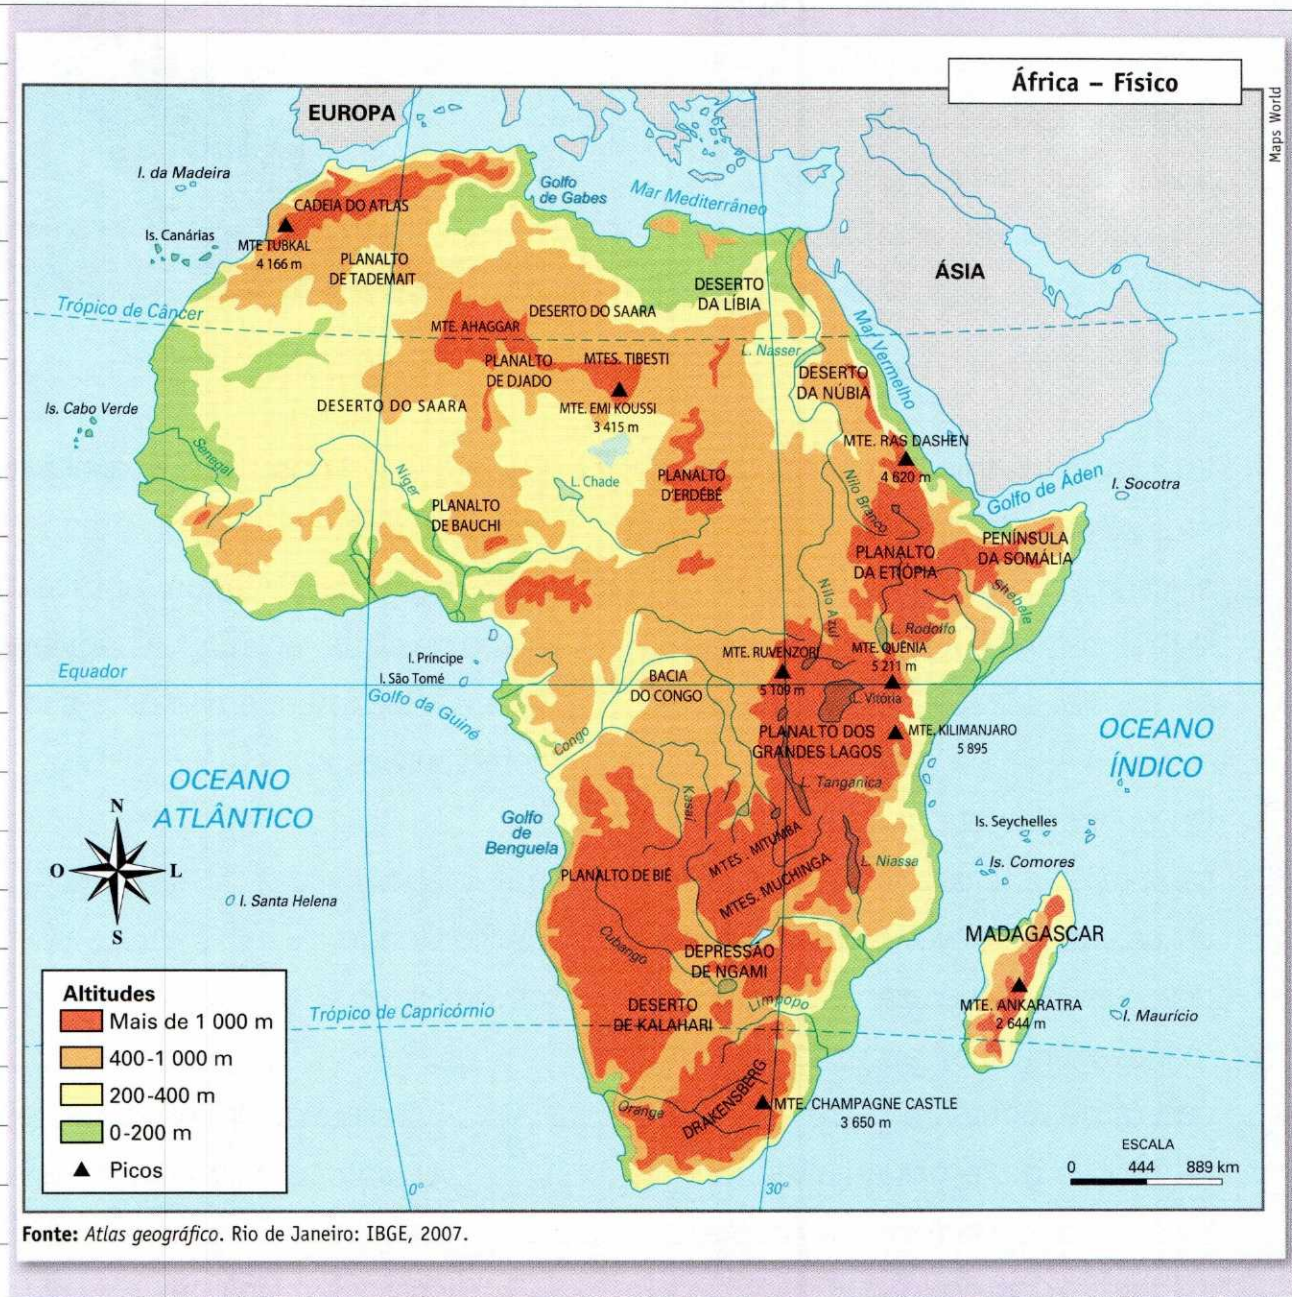 África – Físico
Maps World
EUROPA
I. da Madeira
Golfo
de Gabes
Mar Mediterrâneo
CADEIA DO ATLAS
Is. Canárias
MTE TUBKAL
4 166 m
PLANALTO
DE TADEMAIT
ÁSIA
DESERTO
DA LÍBIA
Trópico de Câncer
DESERTO DO SAARA
MTE. AHAGGAR
Mar Vermelho
L. Nasser
PLANALTO
DE DJADO
MTES. TIBESTI
DESERTO
DA NÚBIA
Is. Cabo Verde
DESERTO DO SAARA
MTE. EMI KOUSSI
3 415 m
Senegal
MTE. RAS DASHEN
4 620 m
Níger
L. Chade
PLANALTO
D'ERDÉBÉ
Nilo Branco
Golfo de Áden
I. Socotra
PLANALTO
DE BAUCHI
PENÍNSULA
DA SOMÁLIA
PLANALTO
DA ETIÓPIA
Shebele
Nilo Azul
L. Rodolfo
I. Príncipe
I. São Tomé
Equador
Golfo da Guiné
MTE. RUVENZORI
5 109 m
MTE. QUÊNIA
5 211 m
BACIA
DO CONGO
L. Vitória
Congo
PLANALTO DOS
GRANDES LAGOS
MTE. KILIMANJARO
5 895
OCEANO
ÍNDICO
OCEANO
ATLÂNTICO
L. Tanganica
Kasai
Golfo
de
Benguela
Is. Seychelles
MTES. MITUMBA
MTES. MUCHINGA
L. Niassa
Is. Comores
PLANALTO DE BIÉ
N
O
L
S
I. Santa Helena
Cubango
MADAGASCAR
DEPRESSÃO
DE NGAMI
Limpopo
DESERTO
DE KALAHARI
MTE. ANKARATRA
2 644 m
I. Maurício
Trópico de Capricórnio
Altitudes
Mais de 1 000 m
400-1 000 m
200-400 m
0-200 m
Picos
Oranga
DRAKENSBERG
MTE. CHAMPAGNE CASTLE
3 650 m
ESCALA
0 444 889 km
0°
30°
Fonte: Atlas geográfico. Rio de Janeiro: IBGE, 2007.